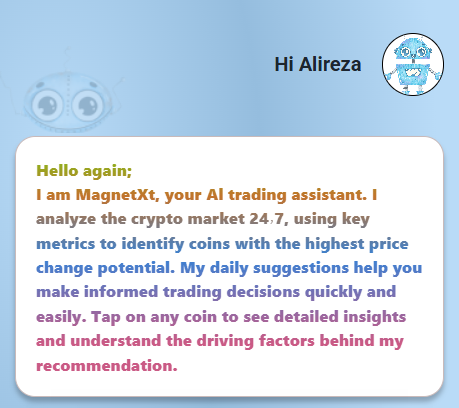 Hi Alireza
Hello again;
I am MagnetXt, your AI trading assistant. I
analyze the crypto market 24,7, using key
metrics to identify coins with the highest price
change potential. My daily suggestions help you
make informed trading decisions quickly and
easily. Tap on any coin to see detailed insights
and understand the driving factors behind my
recommendation.